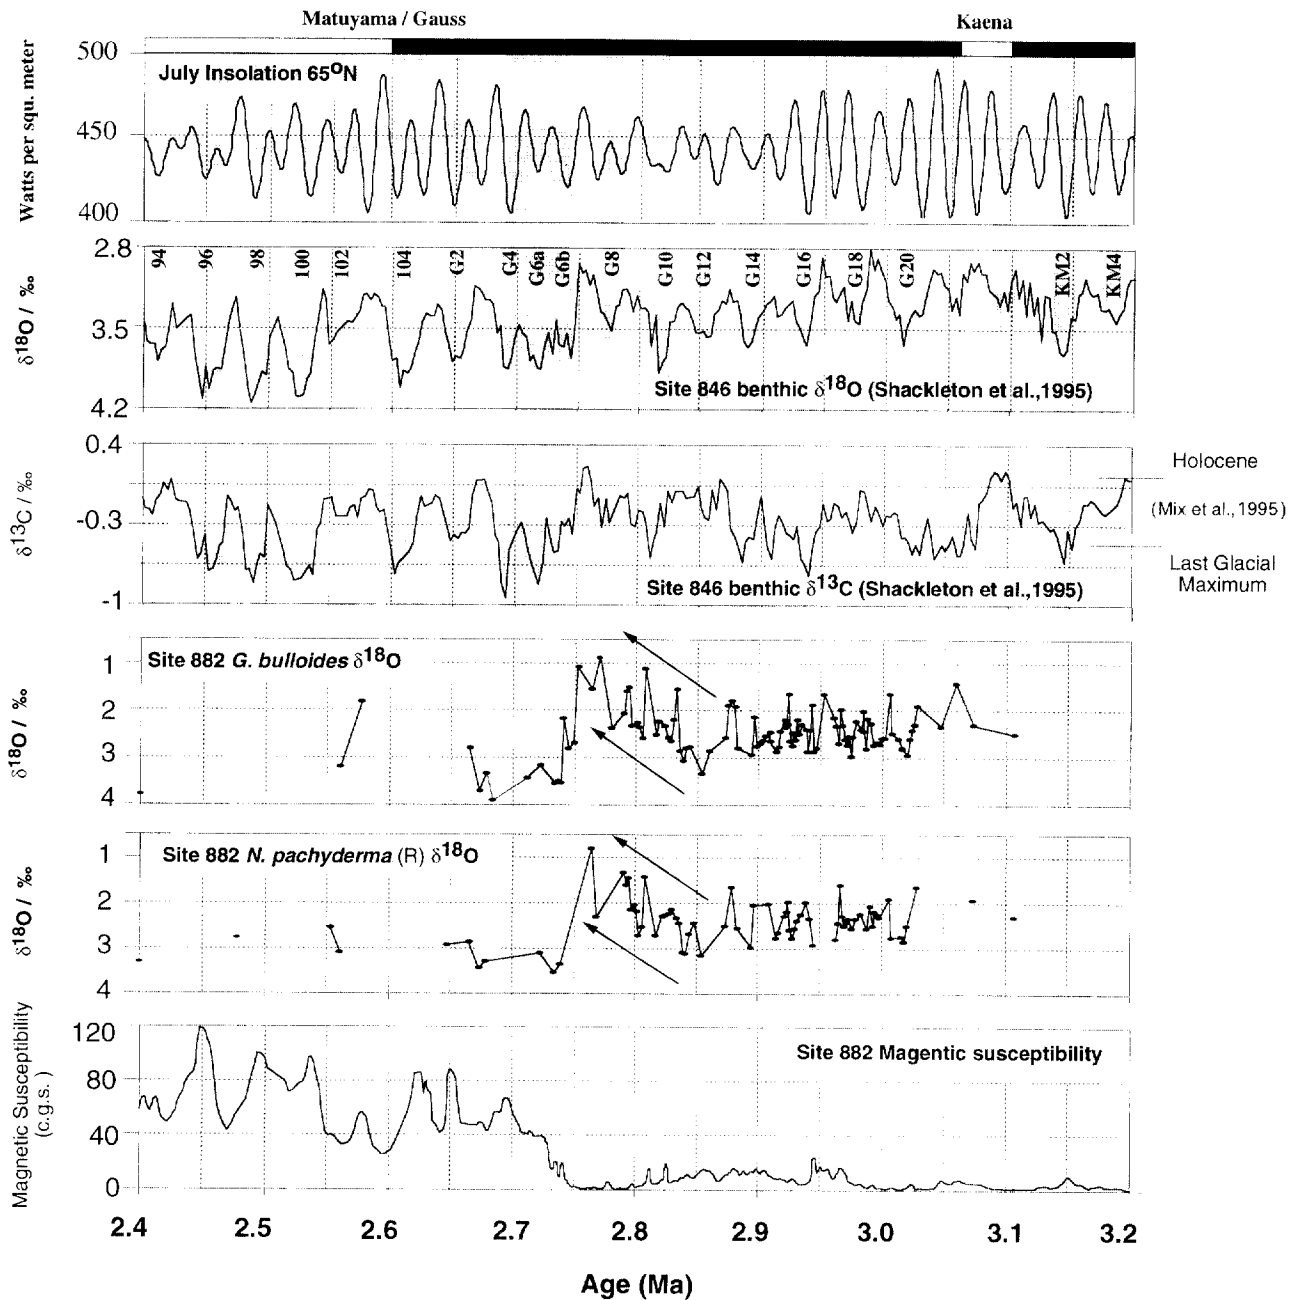 Matuyama / Gauss
Kaena
Watts per squ. meter
500
450
400
July Insolation 65oN
δ18O / ‰
2.8
3.5
4.2
94
96
98
100
102
104
G2
G4
G6a
G6b
G8
G10
G12
G14
G16
G18
G20
KM2
KM4
Site 846 benthic δ18O (Shackleton et al.,1995)
δ13C / ‰
0.4
-0.3
-1
Site 846 benthic δ13C (Shackleton et al.,1995)
Holocene
(Mix et al., 1995)
Last Glacial
Maximum
δ18O / ‰
1
2
3
4
Site 882 G. bulloides δ18O
δ18O / ‰
1
2
3
4
Site 882 N. pachyderma (R) δ18O
Magnetic Susceptibility
(c.g.s.)
120
80
40
0
Site 882 Magentic susceptibility
2.4 2.5 2.6 2.7 2.8 2.9 3.0 3.1 3.2
Age (Ma)